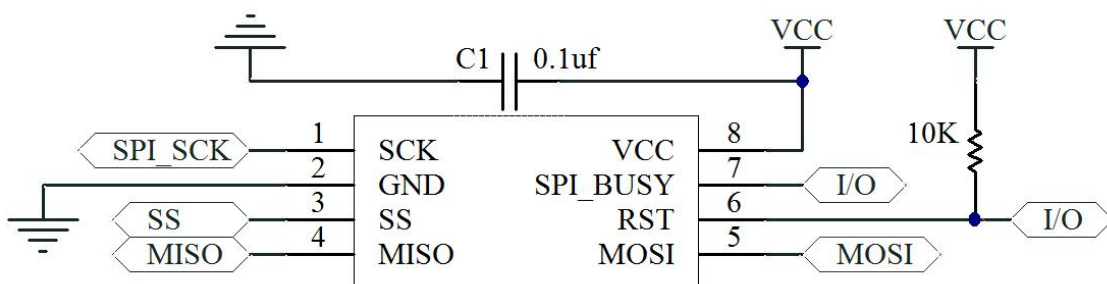 VCC VCC
C1 0.1uf
10K
SPI_SCK 1 SCK VCC 8
2 GND SPI_BUSY 7 I/O
SS 3 SS RST 6 I/O
MISO 4 MISO MOSI 5 MOSI